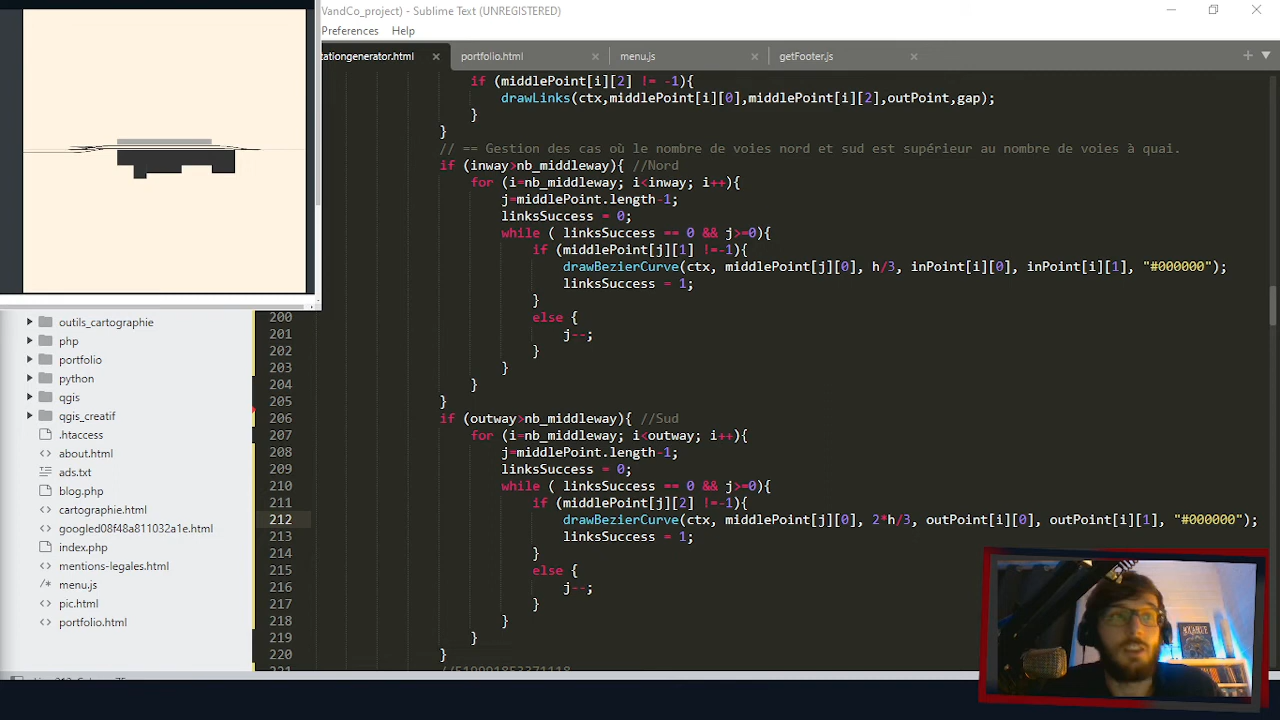 VandCo_project) - Sublime Text (UNREGISTERED)
Preferences Help
tationgenerator.html portfolio.html menu.js getFooter.js
if (middlePoint[i][2] != -1){
drawLinks(ctx,middlePoint[i][0],middlePoint[i][2],outPoint,gap);
}
}
// == Gestion des cas où le nombre de voies nord et sud est supérieur au nombre de voies à quai.
if (inway>nb_middleway){ //Nord
for (i=nb_middleway; i<inway; i++){
j=middlePoint.length-1;
linksSuccess = 0;
while ( linksSuccess == 0 && j>=0){
if (middlePoint[j][1] !=-1){
drawBezierCurve(ctx, middlePoint[j][0], h/3, inPoint[i][0], inPoint[i][1], "#000000");
linksSuccess = 1;
}
200 else {
201 j--;
202 }
203 }
204 }
205 }
206 if (outway>nb_middleway){ //Sud
207 for (i=nb_middleway; i<outway; i++){
208 j=middlePoint.length-1;
209 linksSuccess = 0;
210 while ( linksSuccess == 0 && j>=0){
211 if (middlePoint[j][2] !=-1){
212 drawBezierCurve(ctx, middlePoint[j][0], 2*h/3, outPoint[i][0], outPoint[i][1], "#000000");
213 linksSuccess = 1;
214 }
215 else {
216 j--;
217 }
218 }
219 }
220 }
outils_cartographie
php
portfolio
python
qgis
qgis_creatif
.htaccess
about.html
ads.txt
blog.php
cartographie.html
googled08f48a811032a1e.html
index.php
mentions-legales.html
menu.js
pic.html
portfolio.html